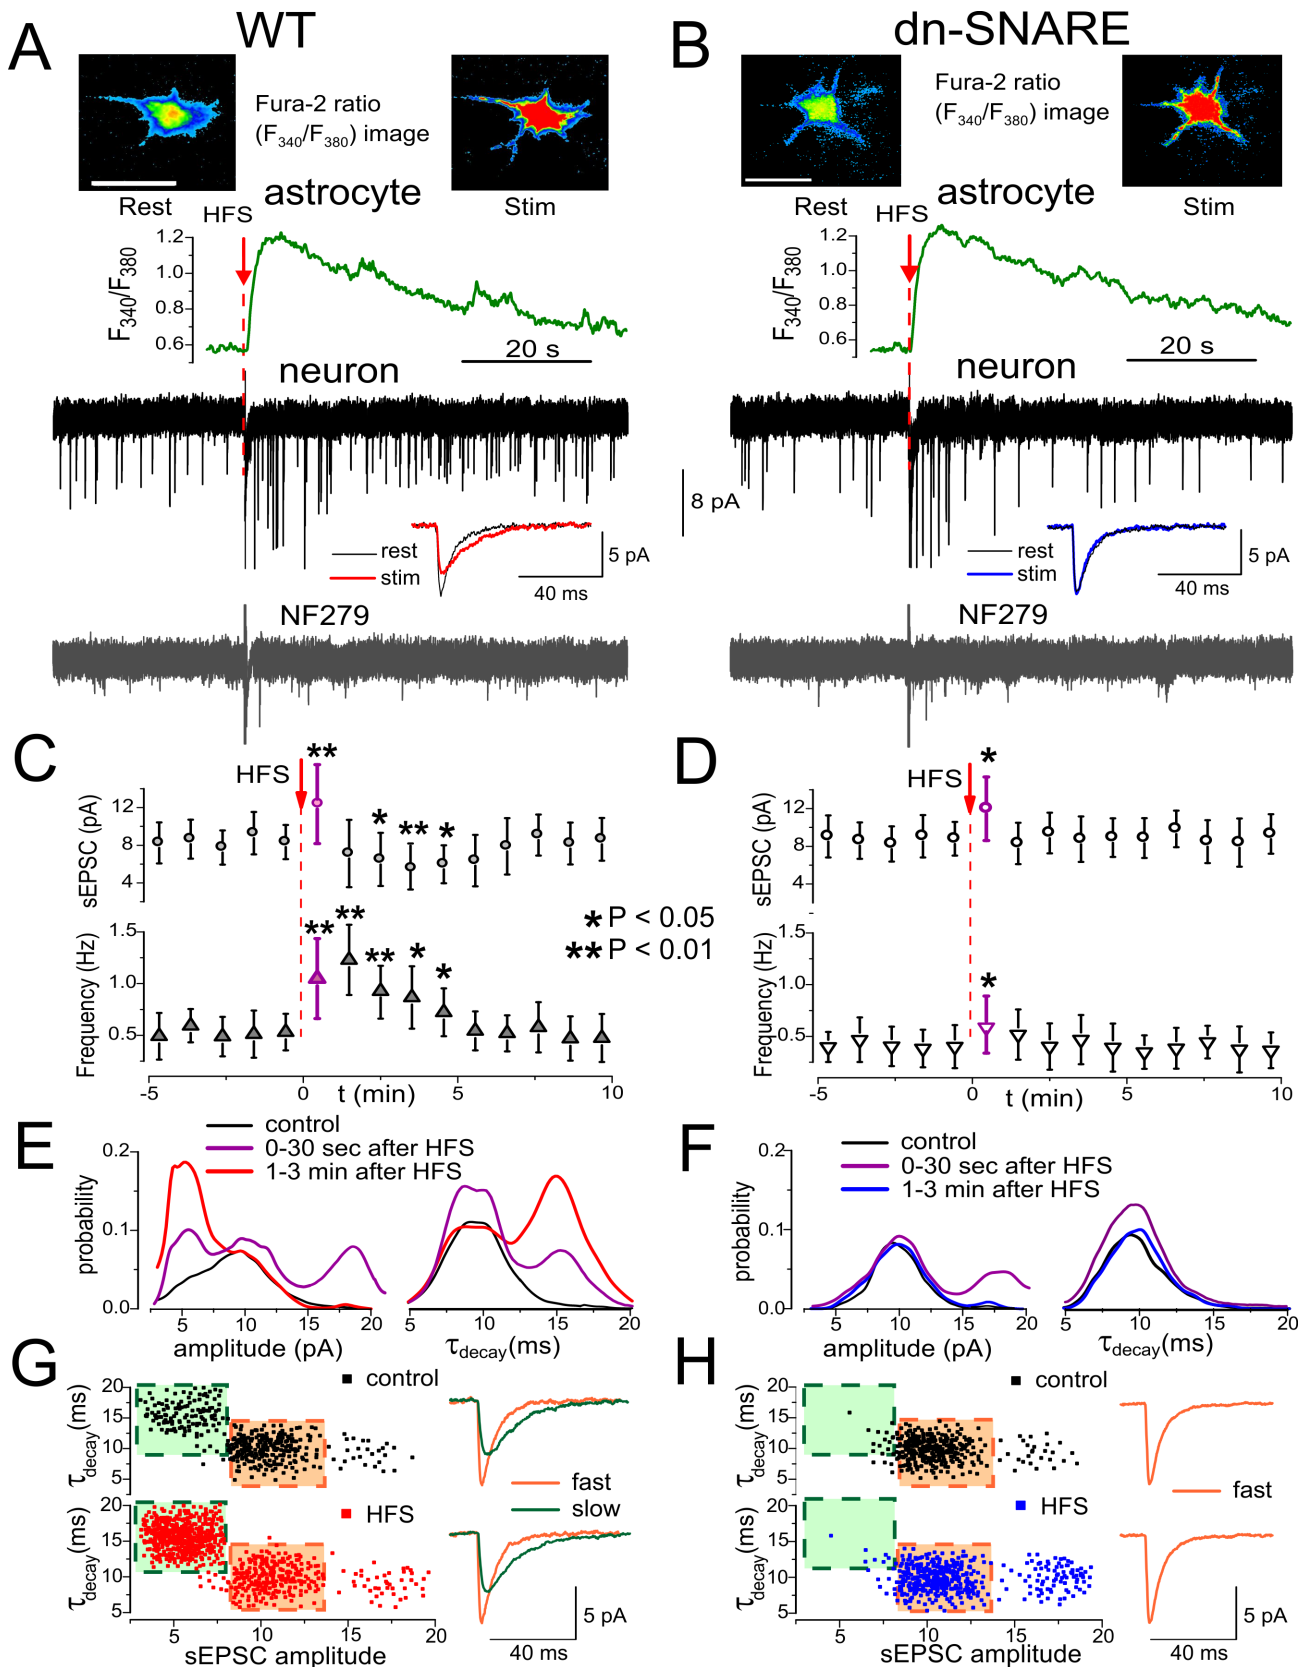 A WT
Fura-2 ratio
(F340/F380) image
Rest
Stim
astrocyte
HFS
F340/F380
1.2
1.0
0.8
0.6
20 s
neuron
8 pA
rest
stim
5 pA
40 ms
NF279
B dn-SNARE
Fura-2 ratio
(F340/F380) image
Rest
Stim
astrocyte
HFS
F340/F380
1.2
1.0
0.8
0.6
20 s
neuron
rest
stim
5 pA
40 ms
NF279
C
HFS
**
* ** *
sEPSC (pA)
12
8
4
** ** ** * *
Frequency (Hz)
1.5
1.0
0.5
-5 0 5 10
t (min)
* P < 0.05
** P < 0.01
D
HFS
*
sEPSC (pA)
12
8
4
*
Frequency (Hz)
1.5
1.0
0.5
-5 0 5 10
t (min)
E
control
0-30 sec after HFS
1-3 min after HFS
probability
0.2
0.1
0.0
5 10 15 20
amplitude (pA)
5 10 15 20
τdecay(ms)
F
control
0-30 sec after HFS
1-3 min after HFS
probability
0.2
0.1
0.0
5 10 15 20
amplitude (pA)
5 10 15 20
τdecay(ms)
G
control
τdecay(ms)
20
15
10
5
fast
slow
HFS
τdecay(ms)
20
15
10
5
5 10 15 20
sEPSC amplitude
5 pA
40 ms
H
control
τdecay(ms)
20
15
10
5
fast
HFS
τdecay(ms)
20
15
10
5
5 10 15 20
sEPSC amplitude
5 pA
40 ms